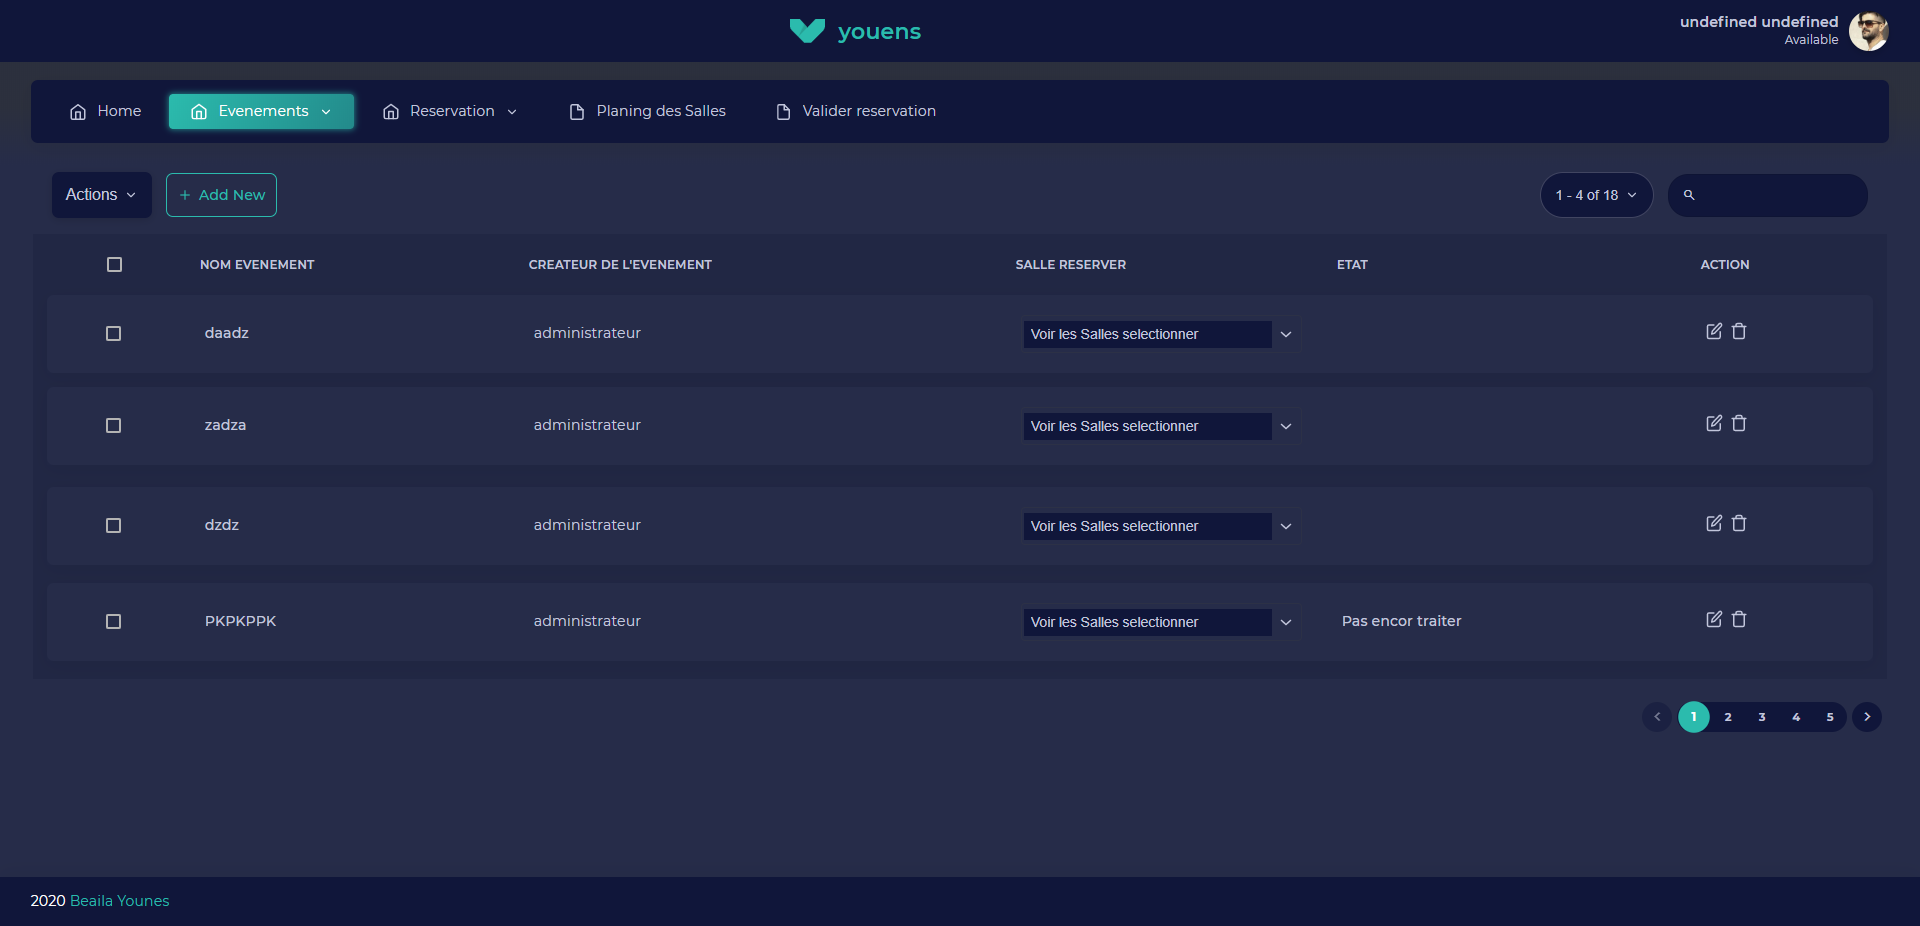 youens
undefined undefined
Available
Home
Evenements
Reservation
Planing des Salles
Valider reservation
Actions
+ Add New
1 - 4 of 18
NOM EVENEMENT
CREATEUR DE L'EVENEMENT
SALLE RESERVER
ETAT
ACTION
daadz
administrateur
Voir les Salles selectionner
zadza
administrateur
Voir les Salles selectionner
dzdz
administrateur
Voir les Salles selectionner
PKPKPPK
administrateur
Voir les Salles selectionner
Pas encor traiter
1 2 3 4 5
2020 Beaila Younes